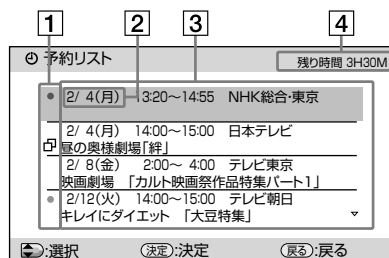 1 2 3 4
予約リスト 残り時間 3H30M
2/ 4(月) 13:20～14:55 NHK総合・東京
2/ 4(月) 14:00～15:00 日本テレビ
昼の奥様劇場「絆」
2/ 8(金) 2:00～ 4:00 テレビ東京
映画劇場 「カルト映画祭作品特集パート1」
2/12(火) 14:00～15:00 テレビ朝日
キレイにダイエット 「大豆特集」
:選択 決定:決定 戻る:戻る